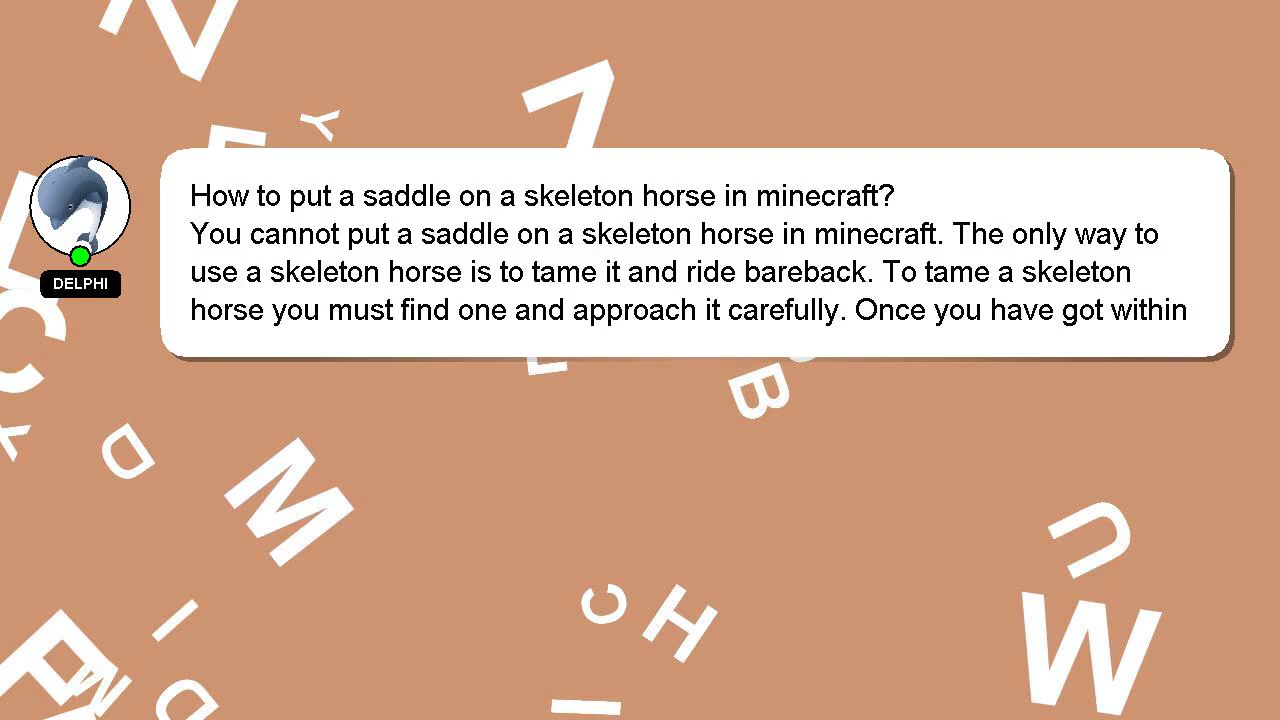 How to put a saddle on a skeleton horse in minecraft?
You cannot put a saddle on a skeleton horse in minecraft. The only way to
use a skeleton horse is to tame it and ride bareback. To tame a skeleton
horse you must find one and approach it carefully. Once you have got within
DELPHI
Y
C
Y
D
M
B
U
I
C
H
W
M
D
I